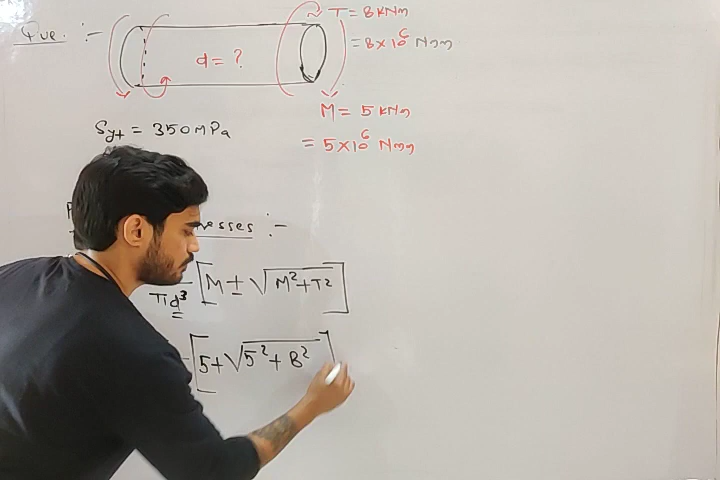 Que. :-
T = 8 kNm
= 8×10⁶ Nmm
d = ?
M = 5 kNm
= 5×10⁶ Nmm
Syt = 350 MPa
esses :-
πd³ [M ± √M²+T²]
[5+√5²+8²]